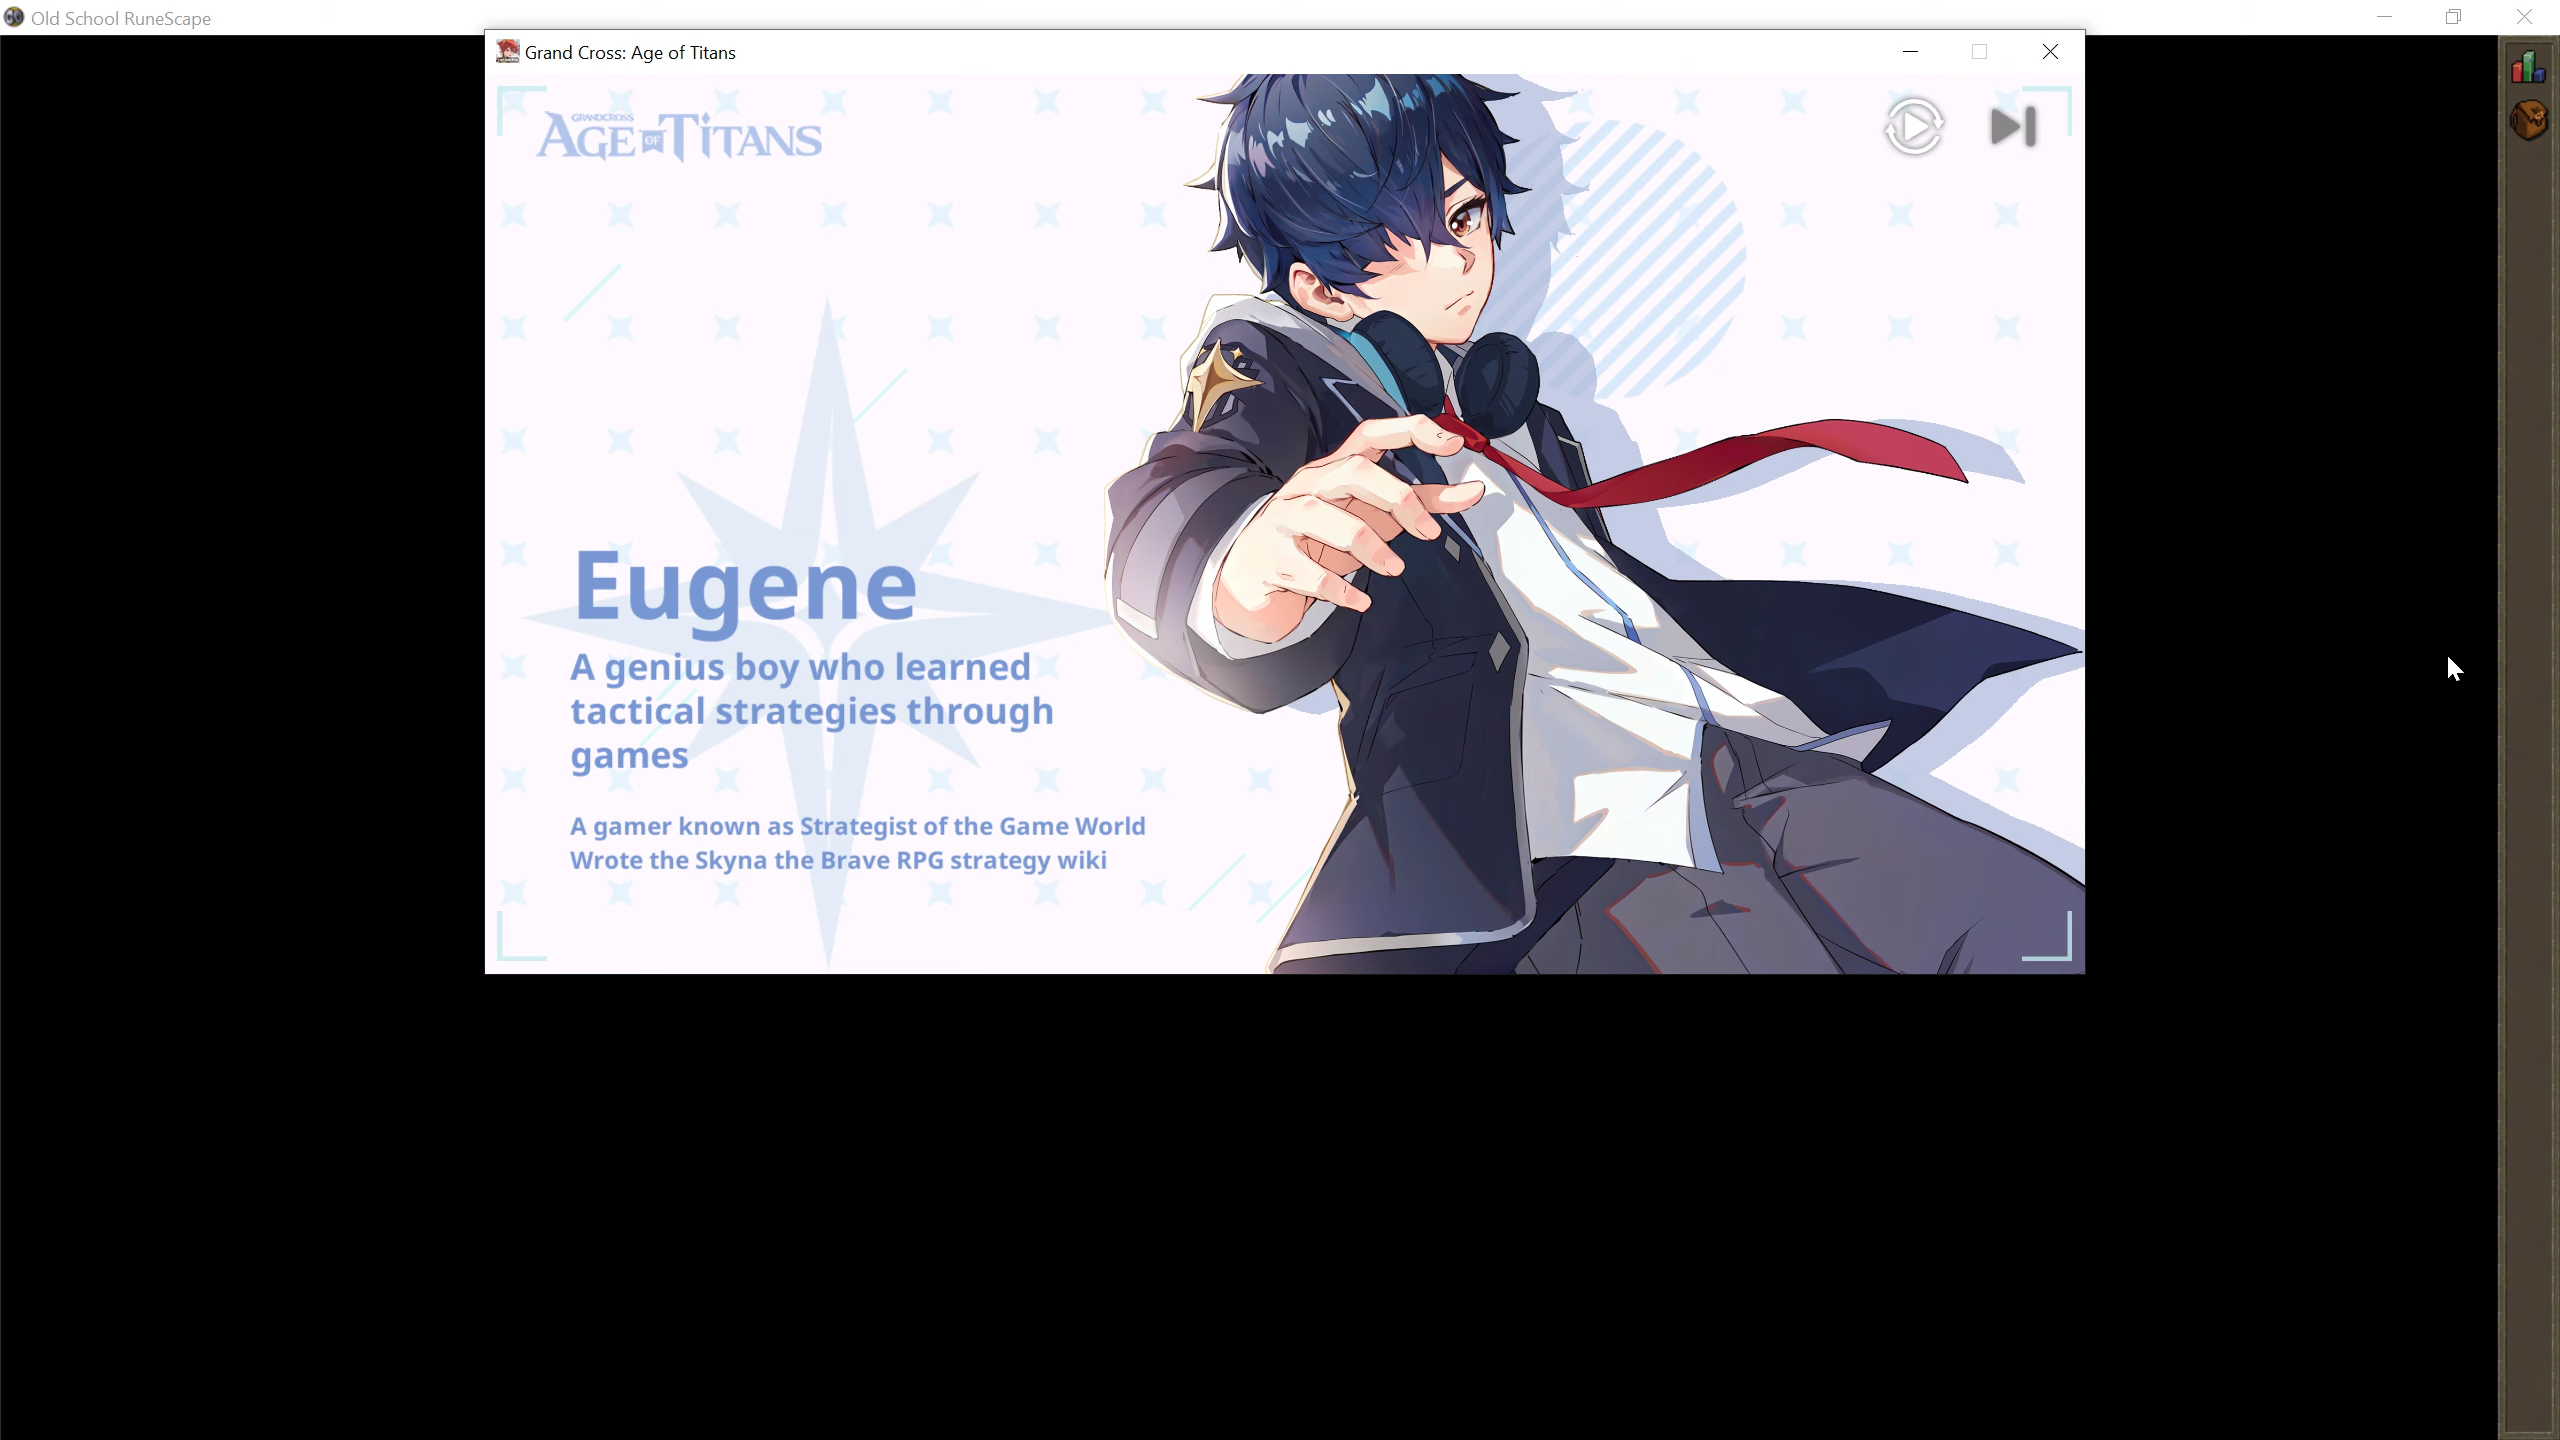 Old School RuneScape
Grand Cross: Age of Titans
GRANDCROSS
AGE OF TITANS
Eugene
A genius boy who learned
tactical strategies through
games
A gamer known as Strategist of the Game World
Wrote the Skyna the Brave RPG strategy wiki